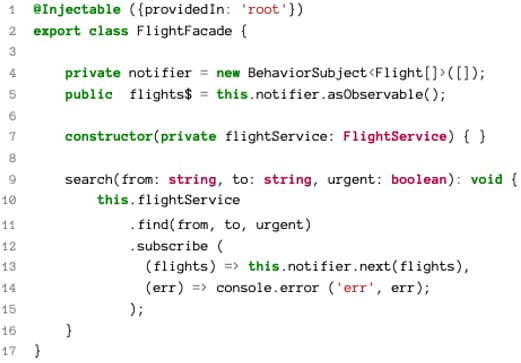 1 @Injectable ({providedIn: 'root'})
2 export class FlightFacade {
3
4     private notifier = new BehaviorSubject<Flight[]>([]);
5     public  flights$ = this.notifier.asObservable();
6
7     constructor(private flightService: FlightService) { }
8
9     search(from: string, to: string, urgent: boolean): void {
10         this.flightService
11             .find(from, to, urgent)
12             .subscribe (
13               (flights) => this.notifier.next(flights),
14               (err) => console.error ('err', err);
15             );
16     }
17 }